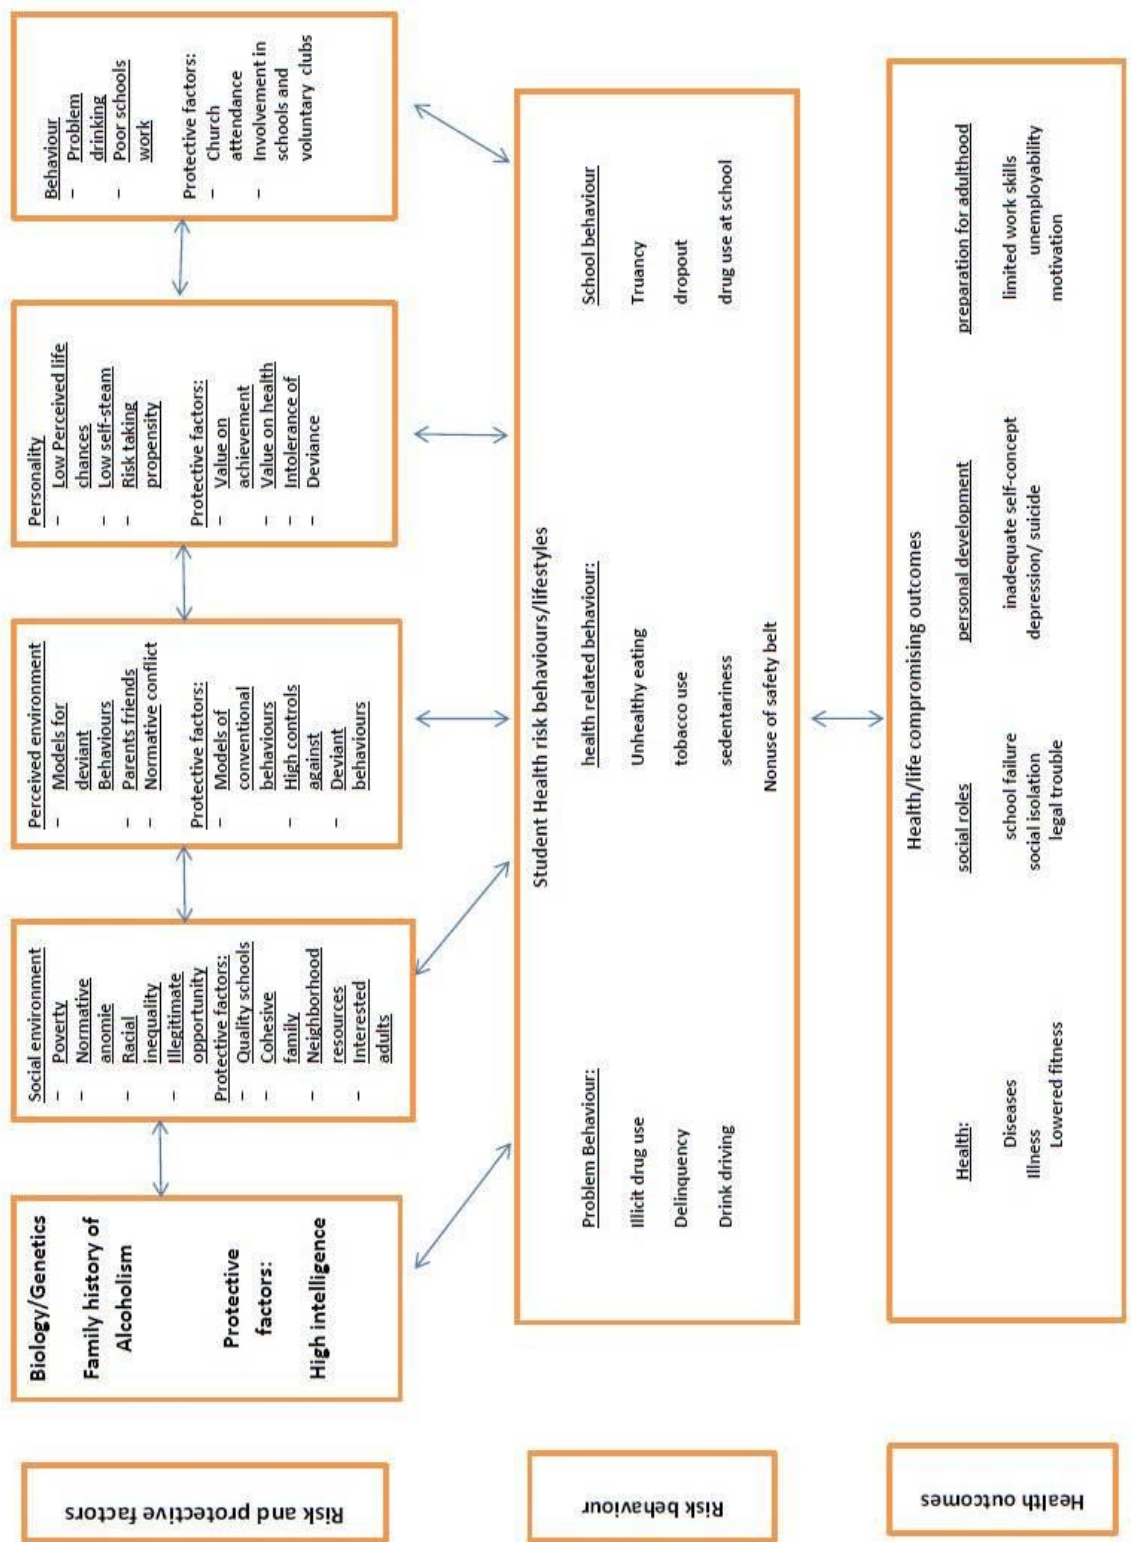 Risk and protective factors
Biology/Genetics
Family history of
Alcoholism
Protective
factors:
High intelligence
Social environment
– Poverty
– Normative
anomie
– Racial
inequality
– Illegitimate
opportunity
Protective factors:
– Quality schools
– Cohesive
family
– Neighborhood
resources
– Interested
adults
Perceived environment
– Models for
deviant
Behaviours
– Parents friends
– Normative conflict
Protective factors:
– Models of
conventional
behaviours
– High controls
against
– Deviant
behaviours
Personality
– Low Perceived life
chances
– Low self-steam
– Risk taking
propensity
Protective factors:
– Value on
achievement
– Value on health
– Intolerance of
– Deviance
Behaviour
– Problem
drinking
– Poor schools
work
Protective factors:
– Church
attendance
– Involvement in
schools and
voluntary clubs
Risk behaviour
Student Health risk behaviours/lifestyles
Problem Behaviour:
Illicit drug use
Delinquency
Drink driving
health related behaviour:
Unhealthy eating
tobacco use
sedentariness
Nonuse of safety belt
School behaviour
Truancy
dropout
drug use at school
Health outcomes
Health/life compromising outcomes
Health:
Diseases
Illness
Lowered fitness
social roles
school failure
social isolation
legal trouble
personal development
inadequate self-concept
depression/ suicide
preparation for adulthood
limited work skills
unemployability
motivation